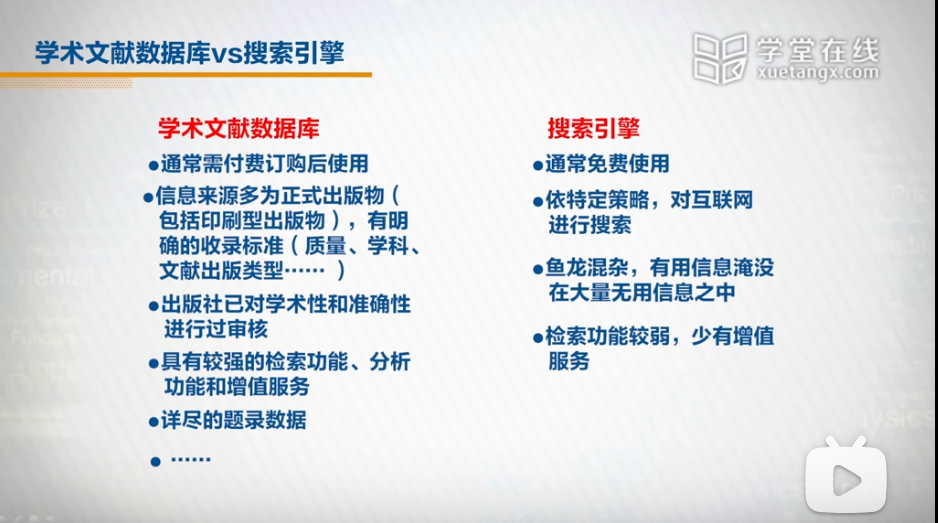 学术文献数据库vs搜索引擎
学堂在线
xuetangx.com
学术文献数据库
●通常需付费订购后使用
●信息来源多为正式出版物（
包括印刷型出版物），有明
确的收录标准（质量、学科、
文献出版类型…… ）
●出版社已对学术性和准确性
进行过审核
●具有较强的检索功能、分析
功能和增值服务
●详尽的题录数据
● ……
搜索引擎
●通常免费使用
●依特定策略，对互联网
进行搜索
●鱼龙混杂，有用信息淹没
在大量无用信息之中
●检索功能较弱，少有增值
服务